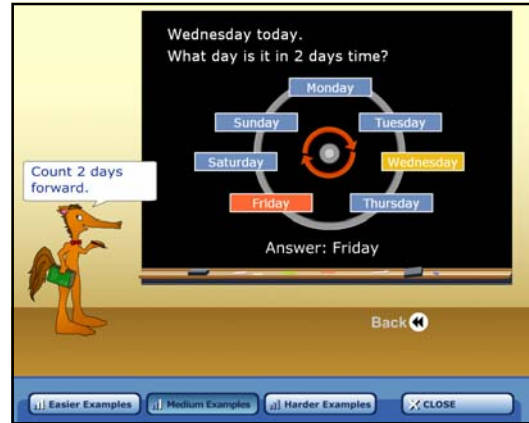 Wednesday today.
What day is it in 2 days time?
Monday
Sunday
Tuesday
Saturday
Wednesday
Friday
Thursday
Count 2 days
forward.
Answer: Friday
Back
Easier Examples
Medium Examples
Harder Examples
CLOSE